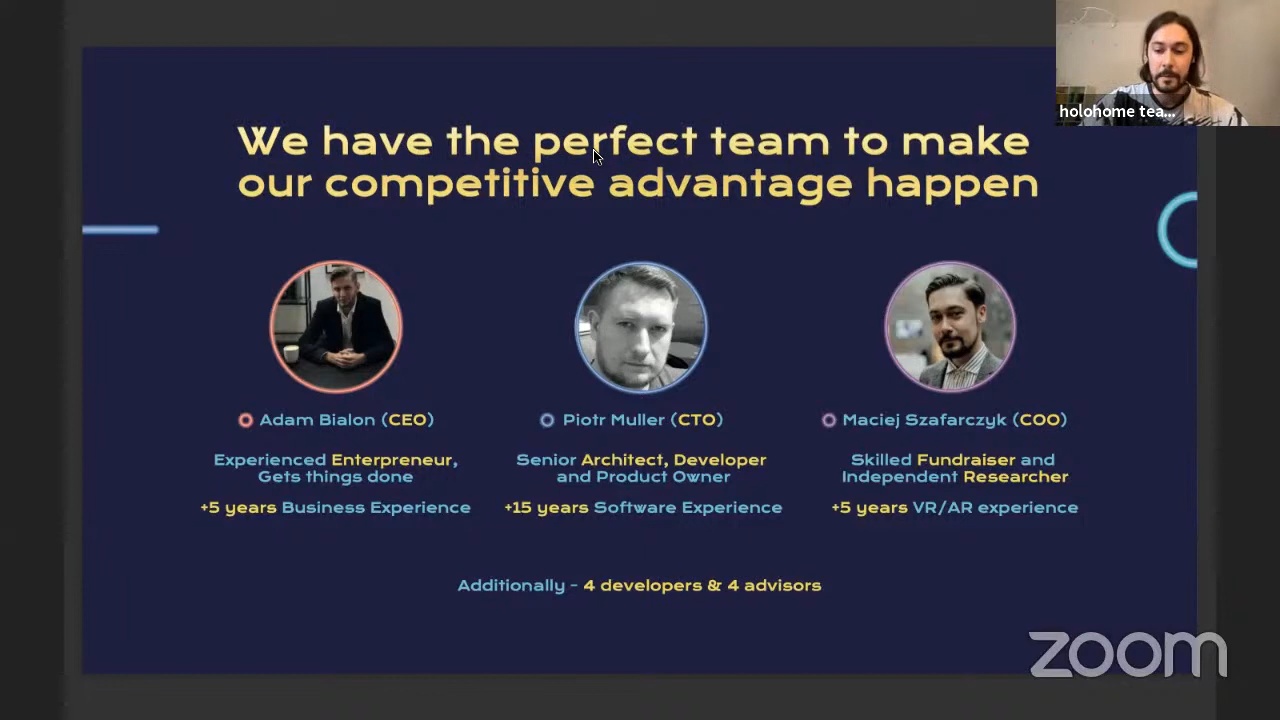 holohome tea...
We have the perfect team to make
our competitive advantage happen
Adam Bialon (CEO)
Experienced Enterpreneur,
Gets things done
+5 years Business Experience
Piotr Muller (CTO)
Senior Architect, Developer
and Product Owner
+15 years Software Experience
Maciej Szafarczyk (COO)
Skilled Fundraiser and
Independent Researcher
+5 years VR/AR experience
Additionally - 4 developers & 4 advisors
zoom